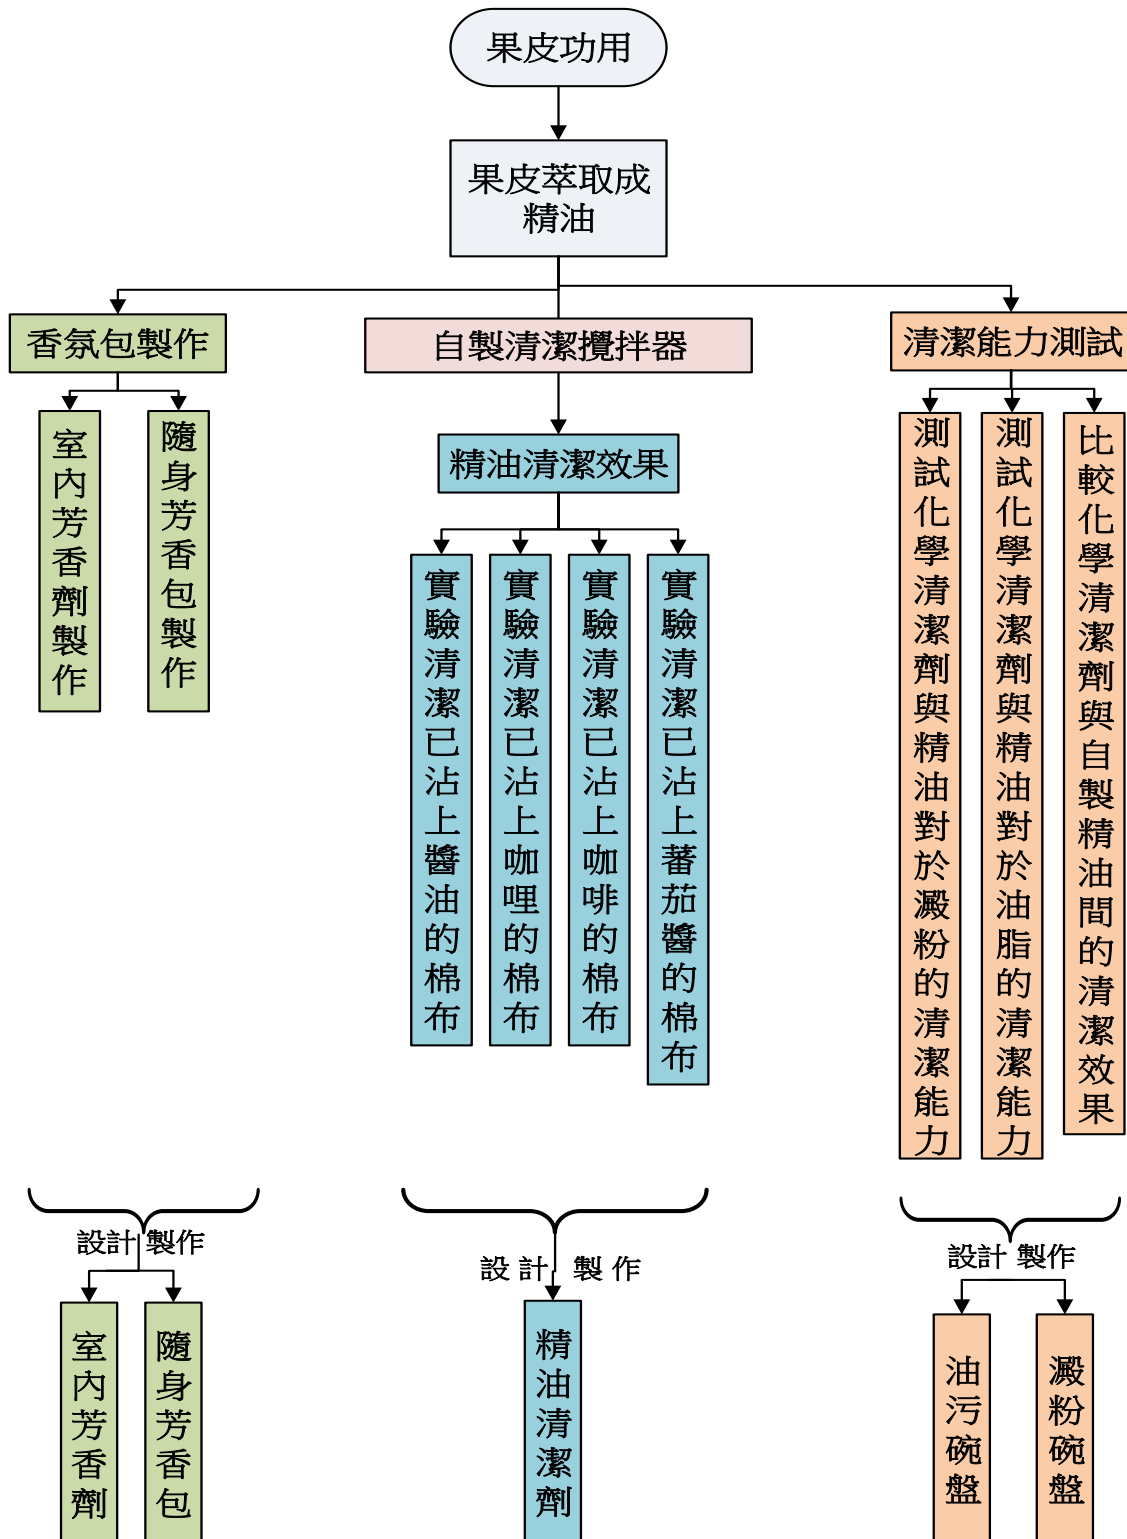 果皮功用
果皮萃取成
精油
香氛包製作
自製清潔攪拌器
清潔能力測試
室內芳香劑製作
隨身芳香包製作
精油清潔效果
實驗清潔已沾上醬油的棉布
實驗清潔已沾上咖哩的棉布
實驗清潔已沾上咖啡的棉布
實驗清潔已沾上蕃茄醬的棉布
測試化學清潔劑與精油對於澱粉的清潔能力
測試化學清潔劑與精油對於油脂的清潔能力
比較化學清潔劑與自製精油間的清潔效果
設計 製作
設計 製作
設計 製作
室內芳香劑
隨身芳香包
精油清潔劑
油污碗盤
澱粉碗盤